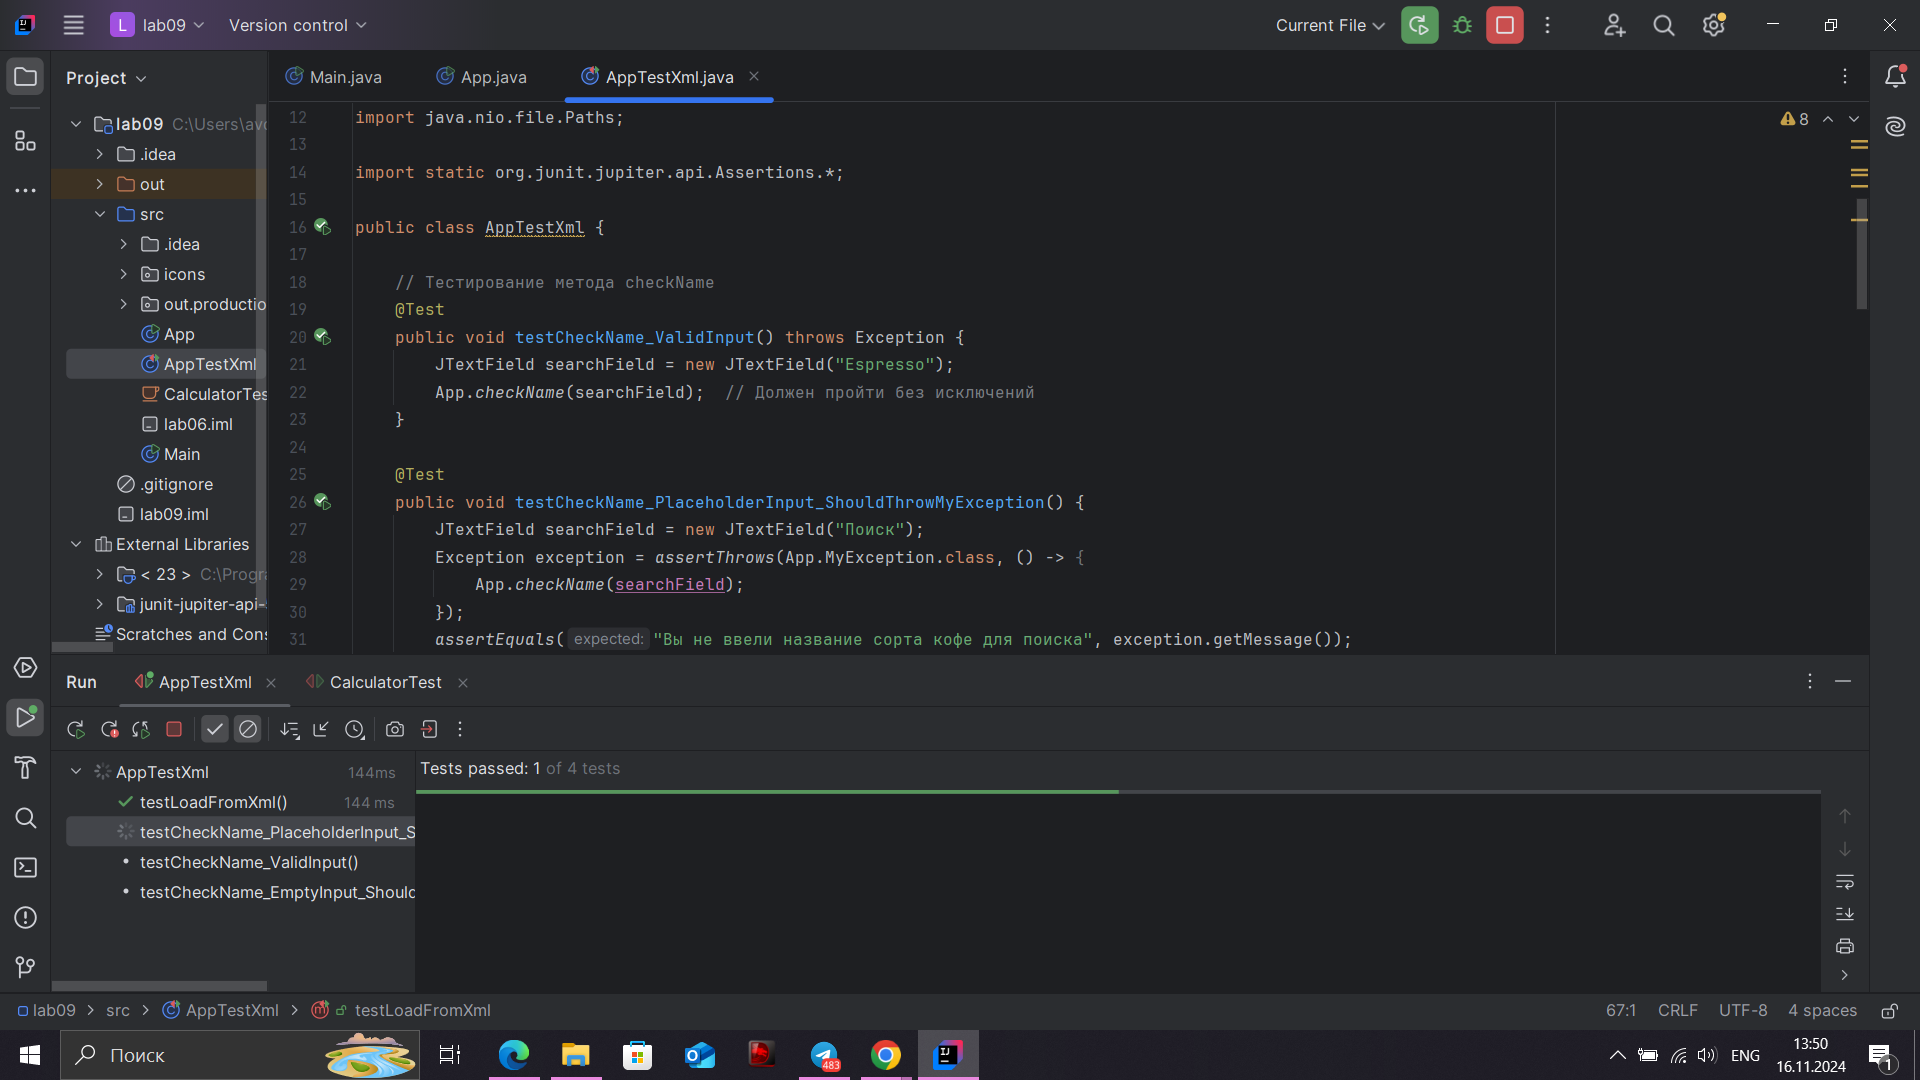 L lab09 Version control Current File
Project
Main.java App.java AppTestXml.java
lab09 C:\Users\avo
.idea
out
src
.idea
icons
out.productio
App
AppTestXml
CalculatorTes
lab06.iml
Main
.gitignore
lab09.iml
External Libraries
< 23 > C:\Progra
junit-jupiter-api-
Scratches and Cons
8
12 import java.nio.file.Paths;
13
14 import static org.junit.jupiter.api.Assertions.*;
15
16 public class AppTestXml {
17
18 // Тестирование метода checkName
19 @Test
20 public void testCheckName_ValidInput() throws Exception {
21 JTextField searchField = new JTextField("Espresso");
22 App.checkName(searchField); // Должен пройти без исключений
23 }
24
25 @Test
26 public void testCheckName_PlaceholderInput_ShouldThrowMyException() {
27 JTextField searchField = new JTextField("Поиск");
28 Exception exception = assertThrows(App.MyException.class, () -> {
29 App.checkName(searchField);
30 });
31 assertEquals( expected: "Вы не ввели название сорта кофе для поиска", exception.getMessage());
Run AppTestXml CalculatorTest
AppTestXml 144ms
testLoadFromXml() 144 ms
testCheckName_PlaceholderInput_S
testCheckName_ValidInput()
testCheckName_EmptyInput_Should
Tests passed: 1 of 4 tests
lab09 > src > AppTestXml > testLoadFromXml
67:1 CRLF UTF-8 4 spaces
Поиск
483
ENG
13:50
16.11.2024
1